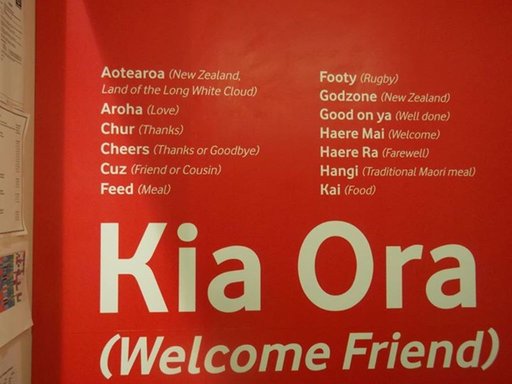 Aotearoa (New Zealand,
Land of the Long White Cloud)
Aroha (Love)
Chur (Thanks)
Cheers (Thanks or Goodbye)
Cuz (Friend or Cousin)
Feed (Meal)
Footy (Rugby)
Godzone (New Zealand)
Good on ya (Well done)
Haere Mai (Welcome)
Haere Ra (Farewell)
Hangi (Traditional Maori meal)
Kai (Food)
Kia Ora
(Welcome Friend)